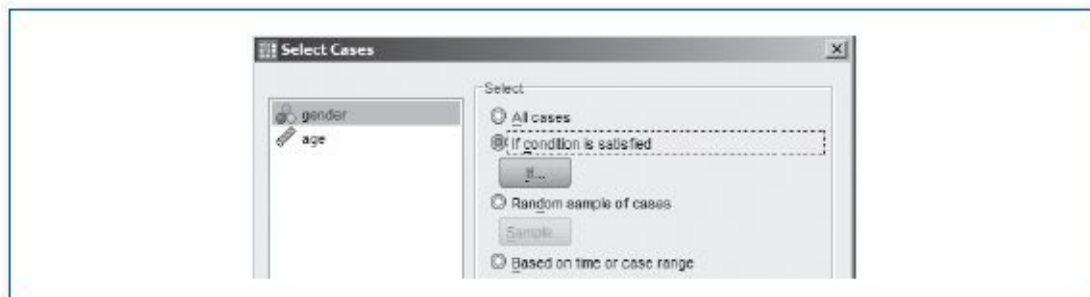 Select Cases
gender
age
Select
All cases
If condition is satisfied
If...
Random sample of cases
Sample...
Based on time or case range